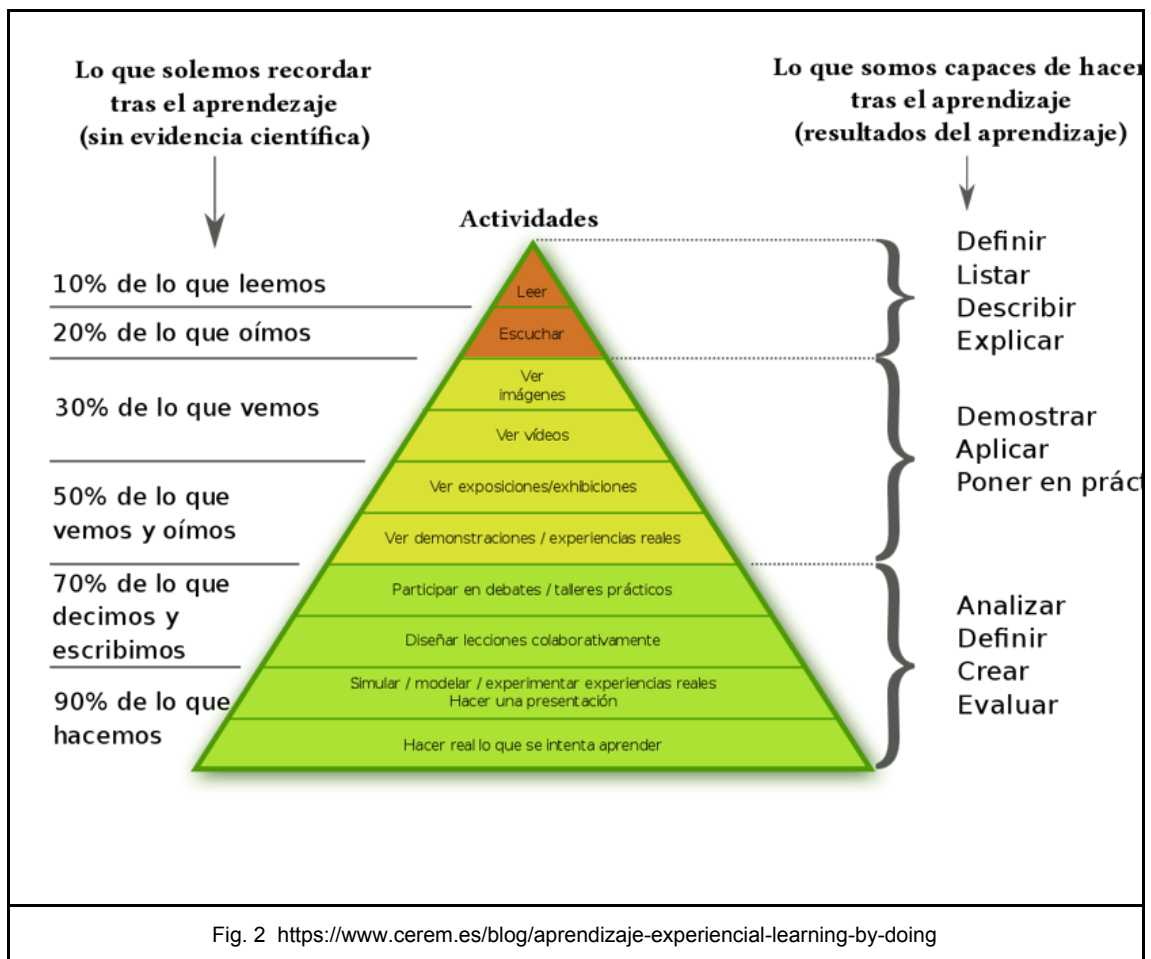 Lo que solemos recordar
tras el aprendezaje
(sin evidencia científica)
Lo que somos capaces de hacer
tras el aprendizaje
(resultados del aprendizaje)
Actividades
10% de lo que leemos
20% de lo que oímos
30% de lo que vemos
50% de lo que
vemos y oímos
70% de lo que
decimos y
escribimos
90% de lo que
hacemos
Leer
Escuchar
Ver
imágenes
Ver vídeos
Ver exposiciones/exhibiciones
Ver demonstraciones / experiencias reales
Participar en debates / talleres prácticos
Diseñar lecciones colaborativamente
Simular / modelar / experimentar experiencias reales
Hacer una presentación
Hacer real lo que se intenta aprender
Definir
Listar
Describir
Explicar
Demostrar
Aplicar
Poner en práct
Analizar
Definir
Crear
Evaluar
Fig. 2 https://www.cerem.es/blog/aprendizaje-experiencial-learning-by-doing